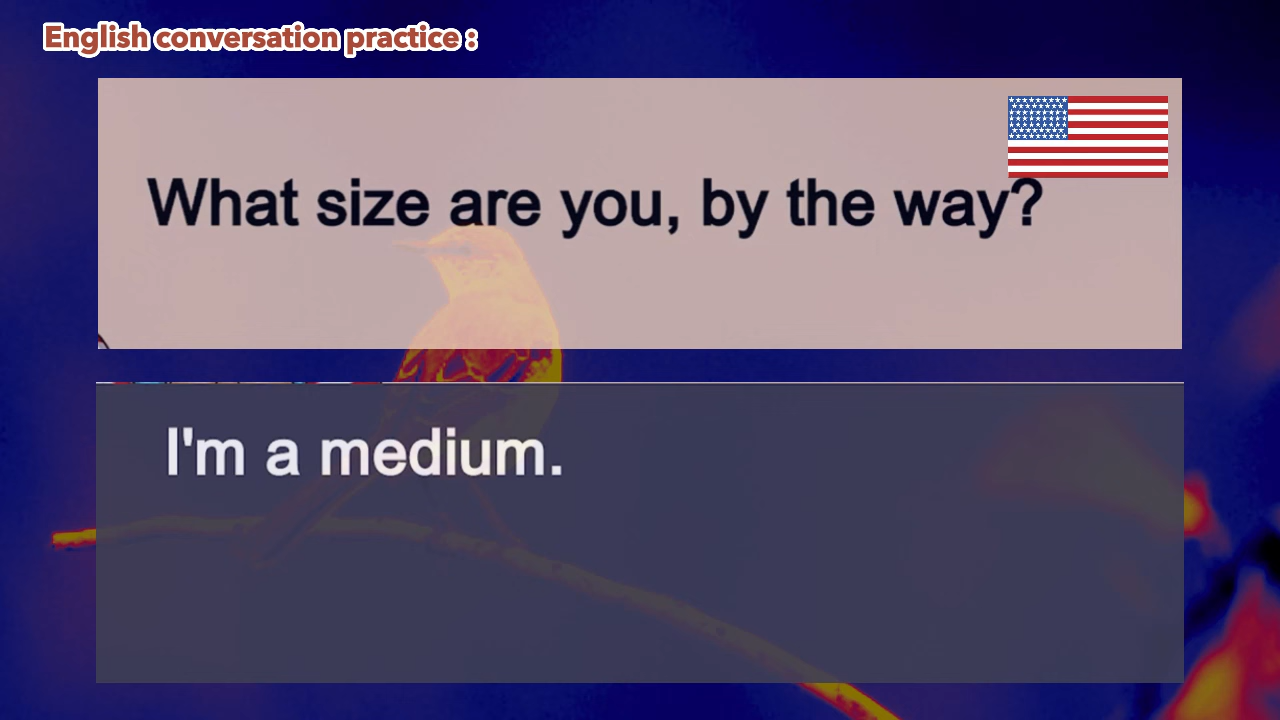 English conversation practice :
What size are you, by the way?
I'm a medium.